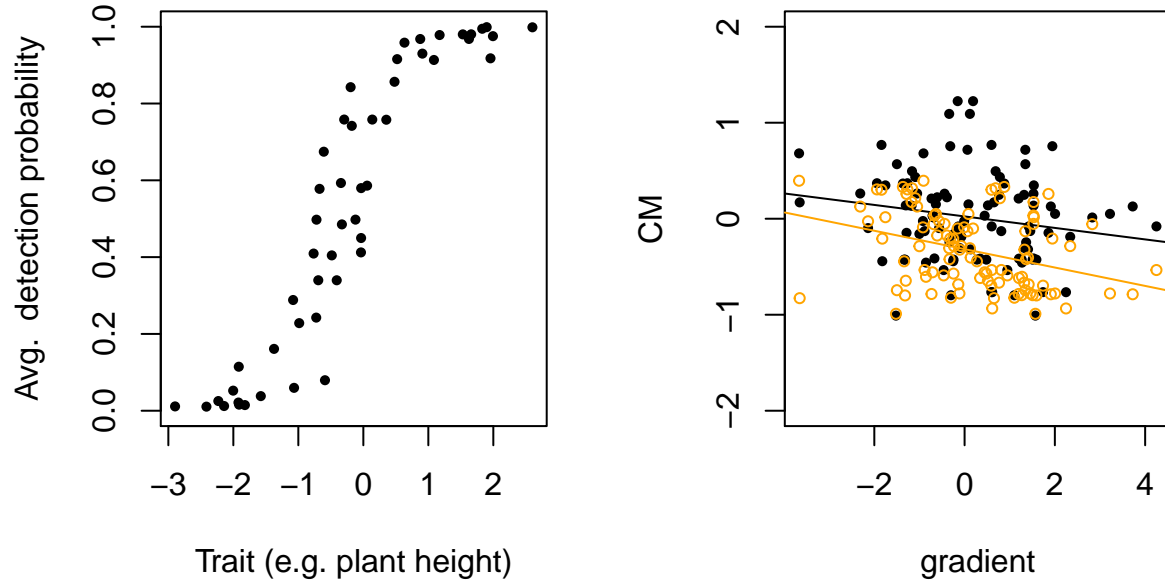 Avg. detection probability
1.0
0.8
0.6
0.4
0.2
0.0
−3 −2 −1 0 1 2
Trait (e.g. plant height)
CM
2
1
0
−1
−2
−2 0 2 4
gradient